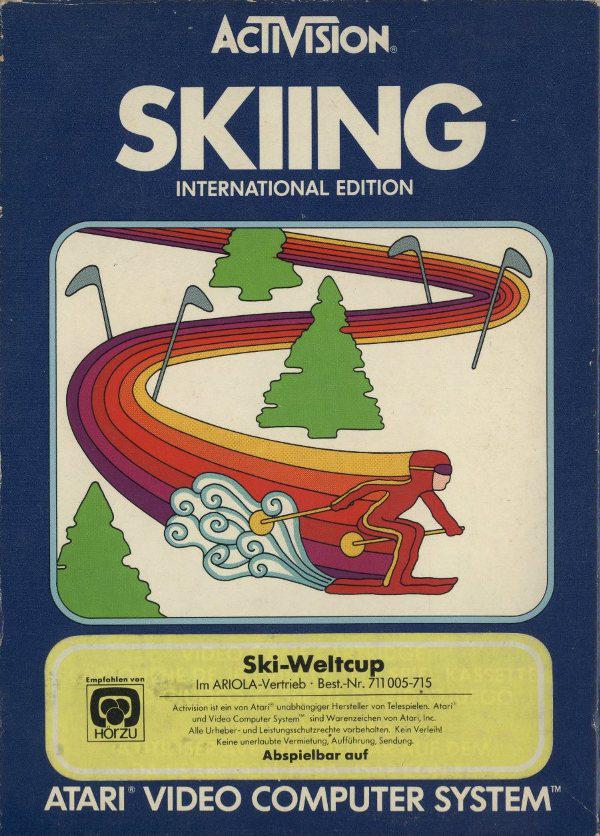 ACTIVISION®
SKIING
INTERNATIONAL EDITION
Ski-Weltcup
Empfohlen von
HÖRZU
Im ARIOLA-Vertrieb · Best.-Nr. 711005-715
Activision ist ein von Atari® unabhängiger Hersteller von Telespielen. Atari®
und Video Computer System™ sind Warenzeichen von Atari, Inc.
Alle Urheber- und Leistungsschutzrechte vorbehalten. Kein Verleih!
Keine unerlaubte Vermietung, Aufführung, Sendung.
Abspielbar auf
ATARI® VIDEO COMPUTER SYSTEM™